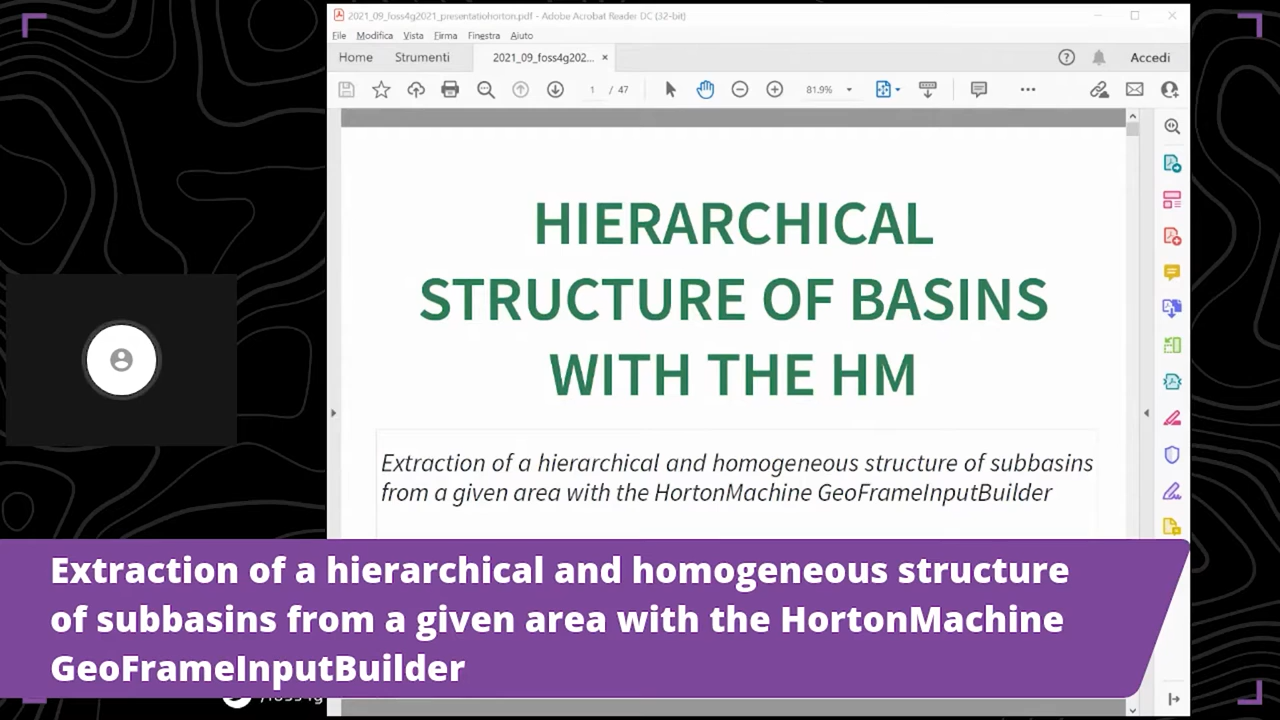 2021_09_foss4g2021_presentatiohorton.pdf - Adobe Acrobat Reader DC (32-bit)
File Modifica Vista Firma Finestra Aiuto
Home Strumenti 2021_09_foss4g202... × Accedi
1 / 47 81.9%
HIERARCHICAL
STRUCTURE OF BASINS
WITH THE HM
Extraction of a hierarchical and homogeneous structure of subbasins
from a given area with the HortonMachine GeoFrameInputBuilder
Extraction of a hierarchical and homogeneous structure
of subbasins from a given area with the HortonMachine
GeoFrameInputBuilder